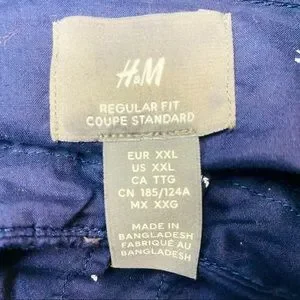 H&M
REGULAR FIT
COUPE STANDARD
EUR XXL
US XXL
CA TTG
CN 185/124A
MX XXG
MADE IN
BANGLADESH
FABRIQUÉ AU
BANGLADESH